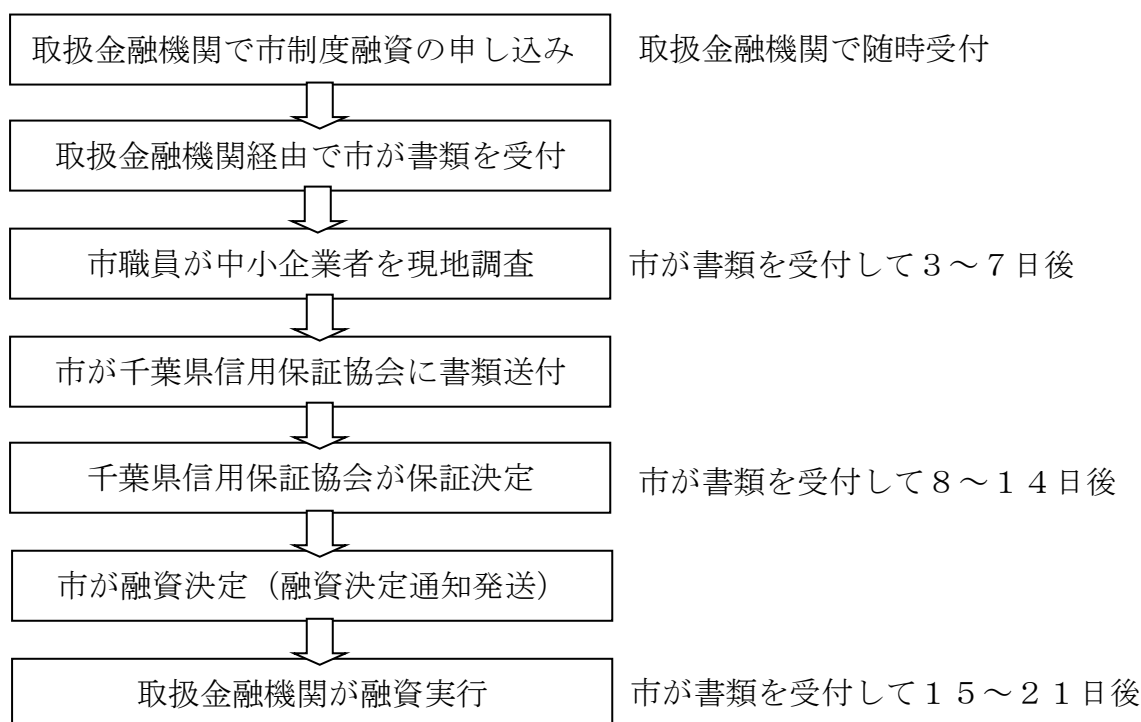 取扱金融機関で市制度融資の申し込み　取扱金融機関で随時受付
取扱金融機関経由で市が書類を受付
市職員が中小企業者を現地調査　市が書類を受付して３～７日後
市が千葉県信用保証協会に書類送付
千葉県信用保証協会が保証決定　市が書類を受付して８～１４日後
市が融資決定（融資決定通知発送）
取扱金融機関が融資実行　市が書類を受付して１５～２１日後